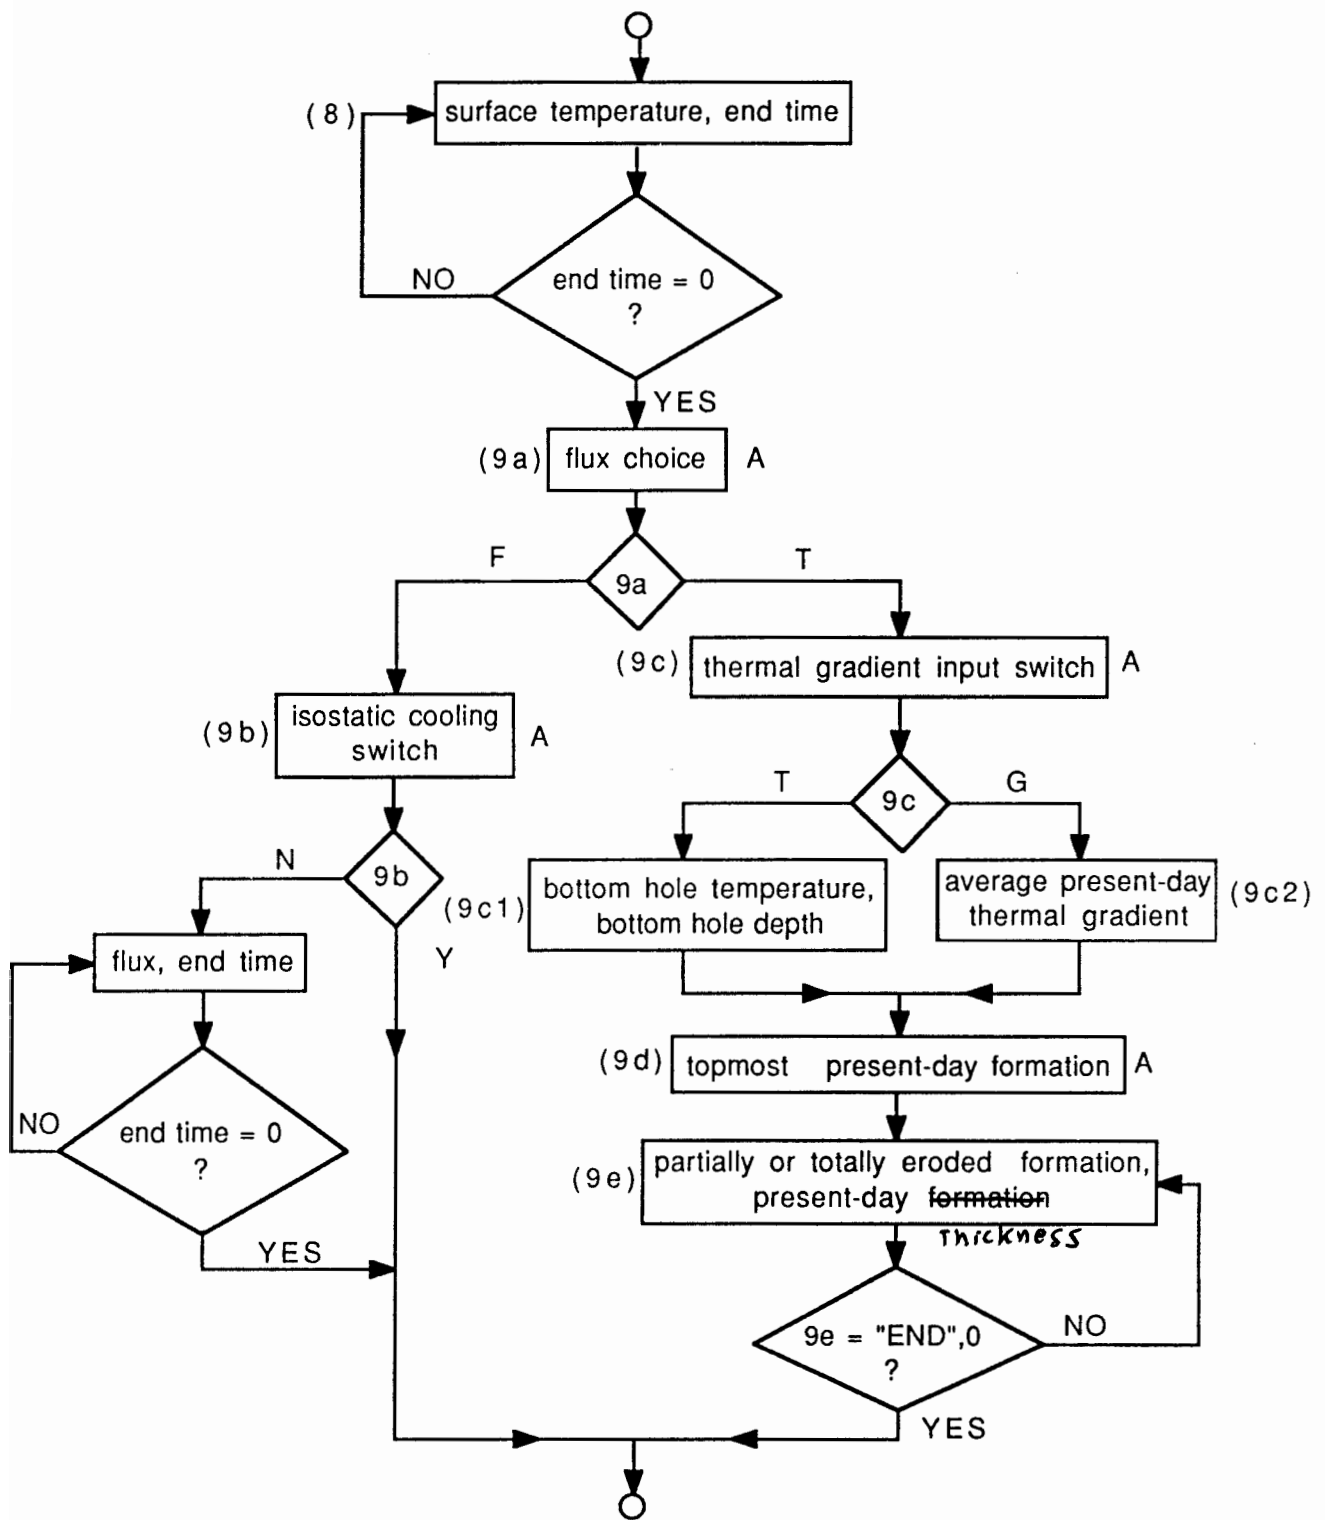 (8)
surface temperature, end time
end time = 0
?
NO
YES
(9a)
flux choice
A
9a
F
T
(9c)
thermal gradient input switch
A
(9b)
isostatic cooling
switch
A
9c
T
G
9b
N
Y
(9c1)
bottom hole temperature,
bottom hole depth
average present-day
thermal gradient
(9c2)
flux, end time
end time = 0
?
NO
YES
(9d)
topmost present-day formation
A
(9e)
partially or totally eroded formation,
present-day formation
Thickness
9e = "END",0
?
NO
YES